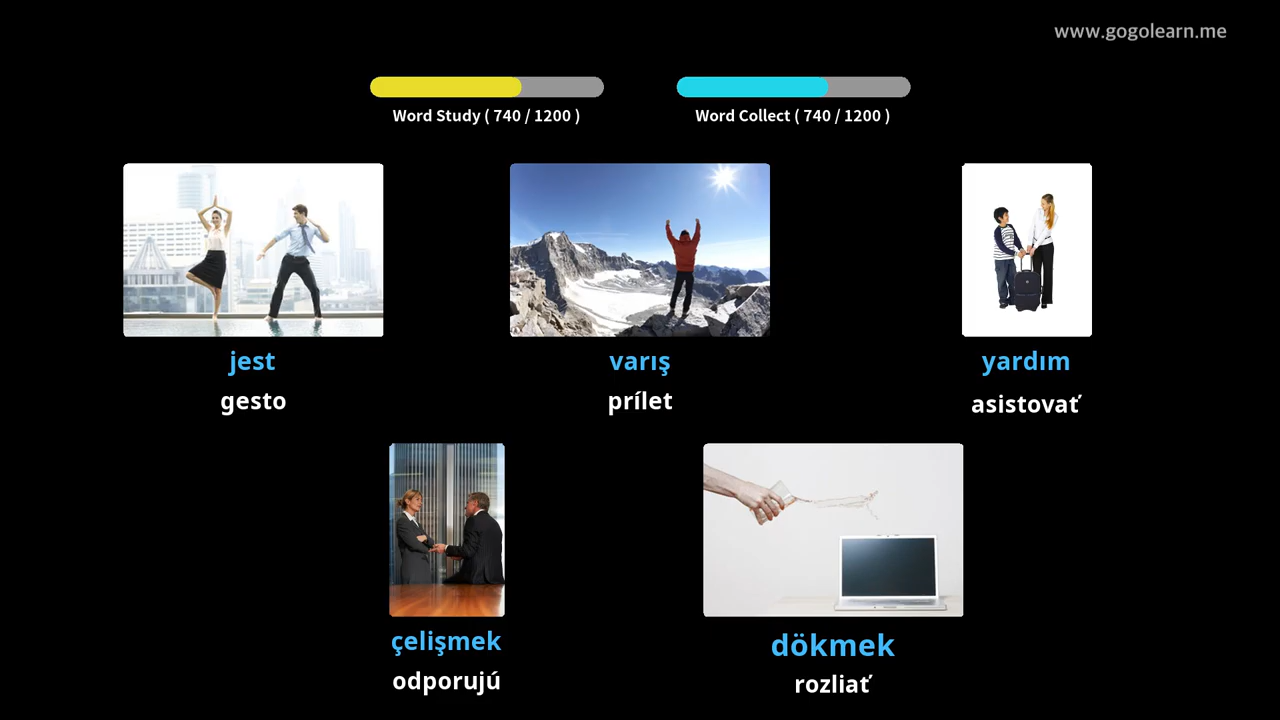 www.gogolearn.me
Word Study ( 740 / 1200 )
Word Collect ( 740 / 1200 )
jest
gesto
varış
prílet
yardım
asistovať
çelişmek
odporujú
dökmek
rozliať